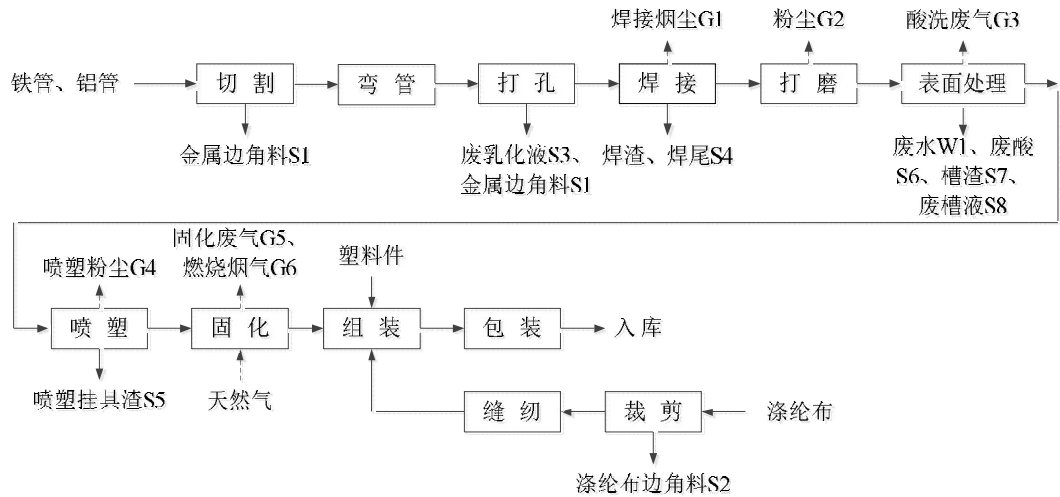 焊接烟尘G1
粉尘G2
酸洗废气G3
铁管、铝管
切割
弯管
打孔
焊接
打磨
表面处理
金属边角料S1
废乳化液S3、
金属边角料S1
焊渣、焊尾S4
废水W1、废酸
S6、槽渣S7、
废槽液S8
喷塑粉尘G4
固化废气G5、
燃烧烟气G6
塑料件
喷塑
固化
组装
包装
入库
喷塑挂具渣S5
天然气
缝纫
裁剪
涤纶布
涤纶布边角料S2